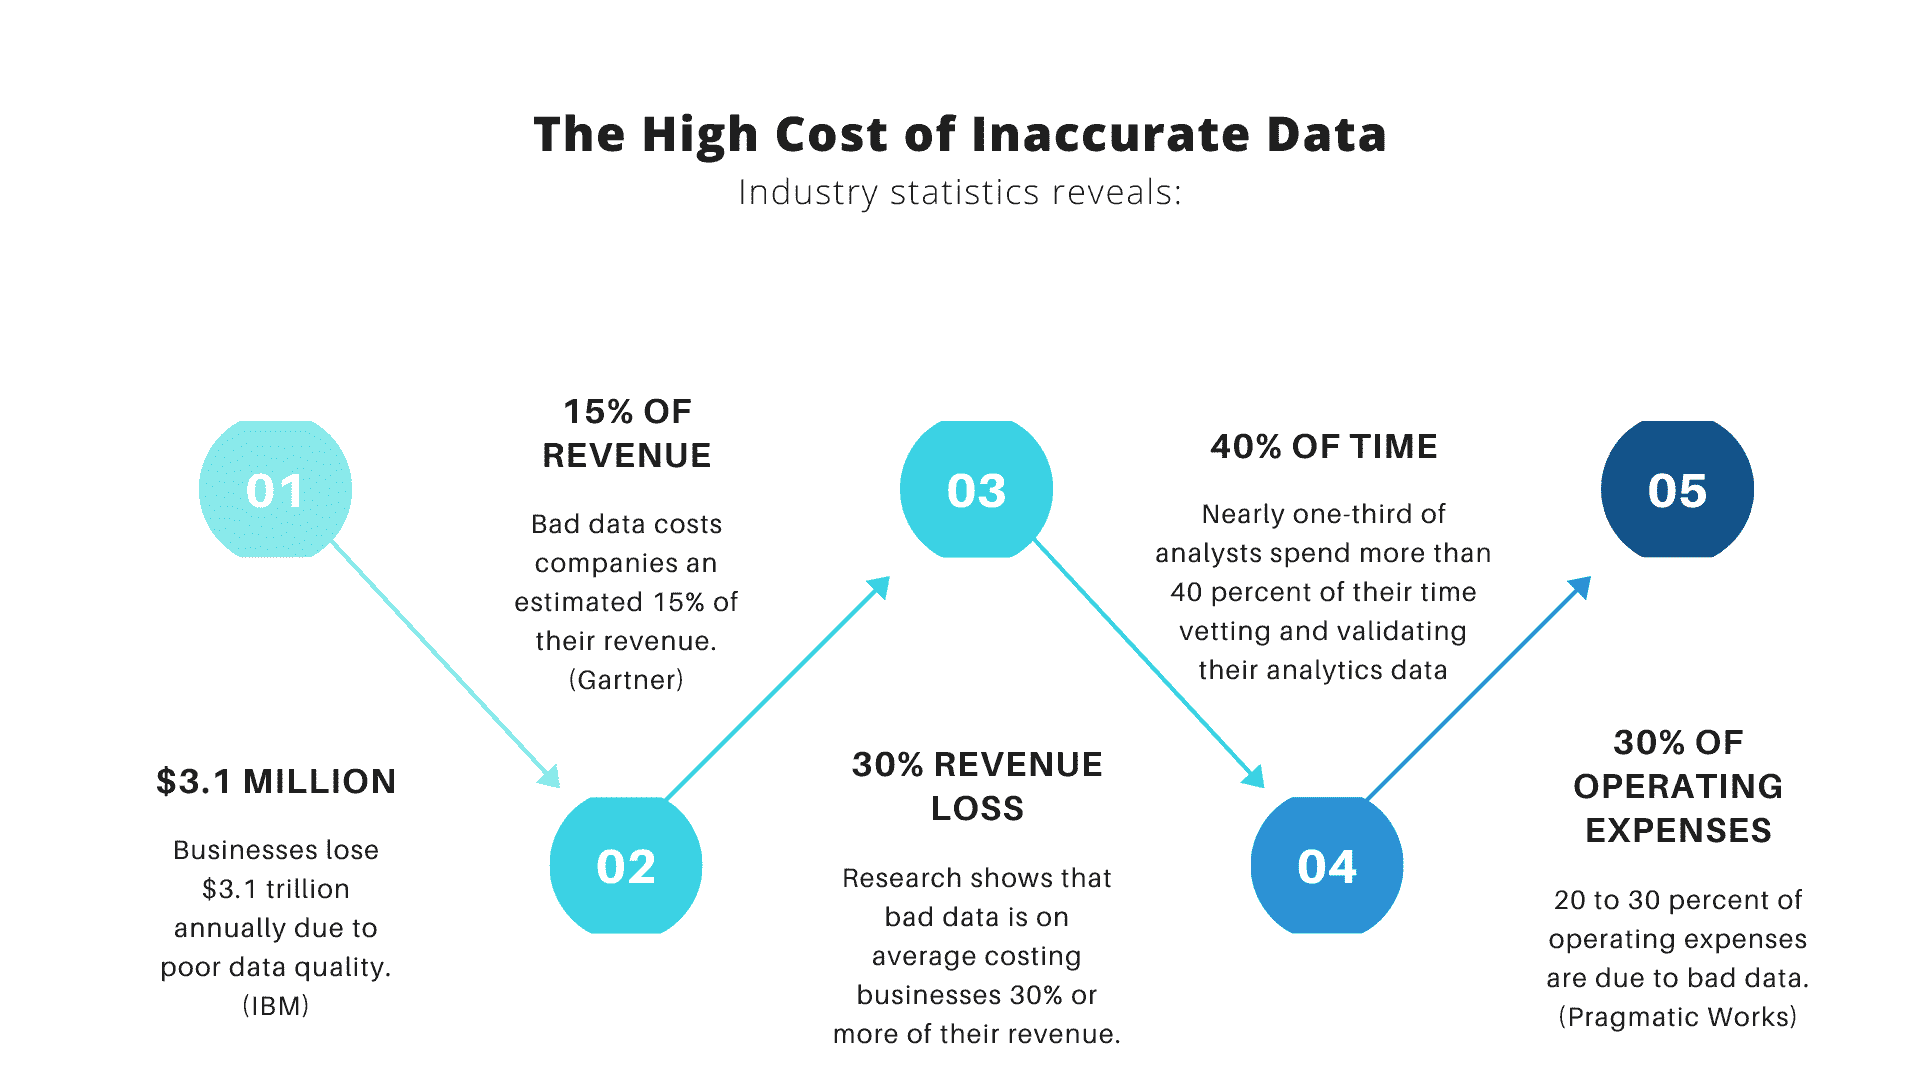 The High Cost of Inaccurate Data
Industry statistics reveals:
01
$3.1 MILLION
Businesses lose
$3.1 trillion
annually due to
poor data quality.
(IBM)
15% OF
REVENUE
Bad data costs
companies an
estimated 15% of
their revenue.
(Gartner)
02
03
30% REVENUE
LOSS
Research shows that
bad data is on
average costing
businesses 30% or
more of their revenue.
40% OF TIME
Nearly one-third of
analysts spend more than
40 percent of their time
vetting and validating
their analytics data
04
05
30% OF
OPERATING
EXPENSES
20 to 30 percent of
operating expenses
are due to bad data.
(Pragmatic Works)